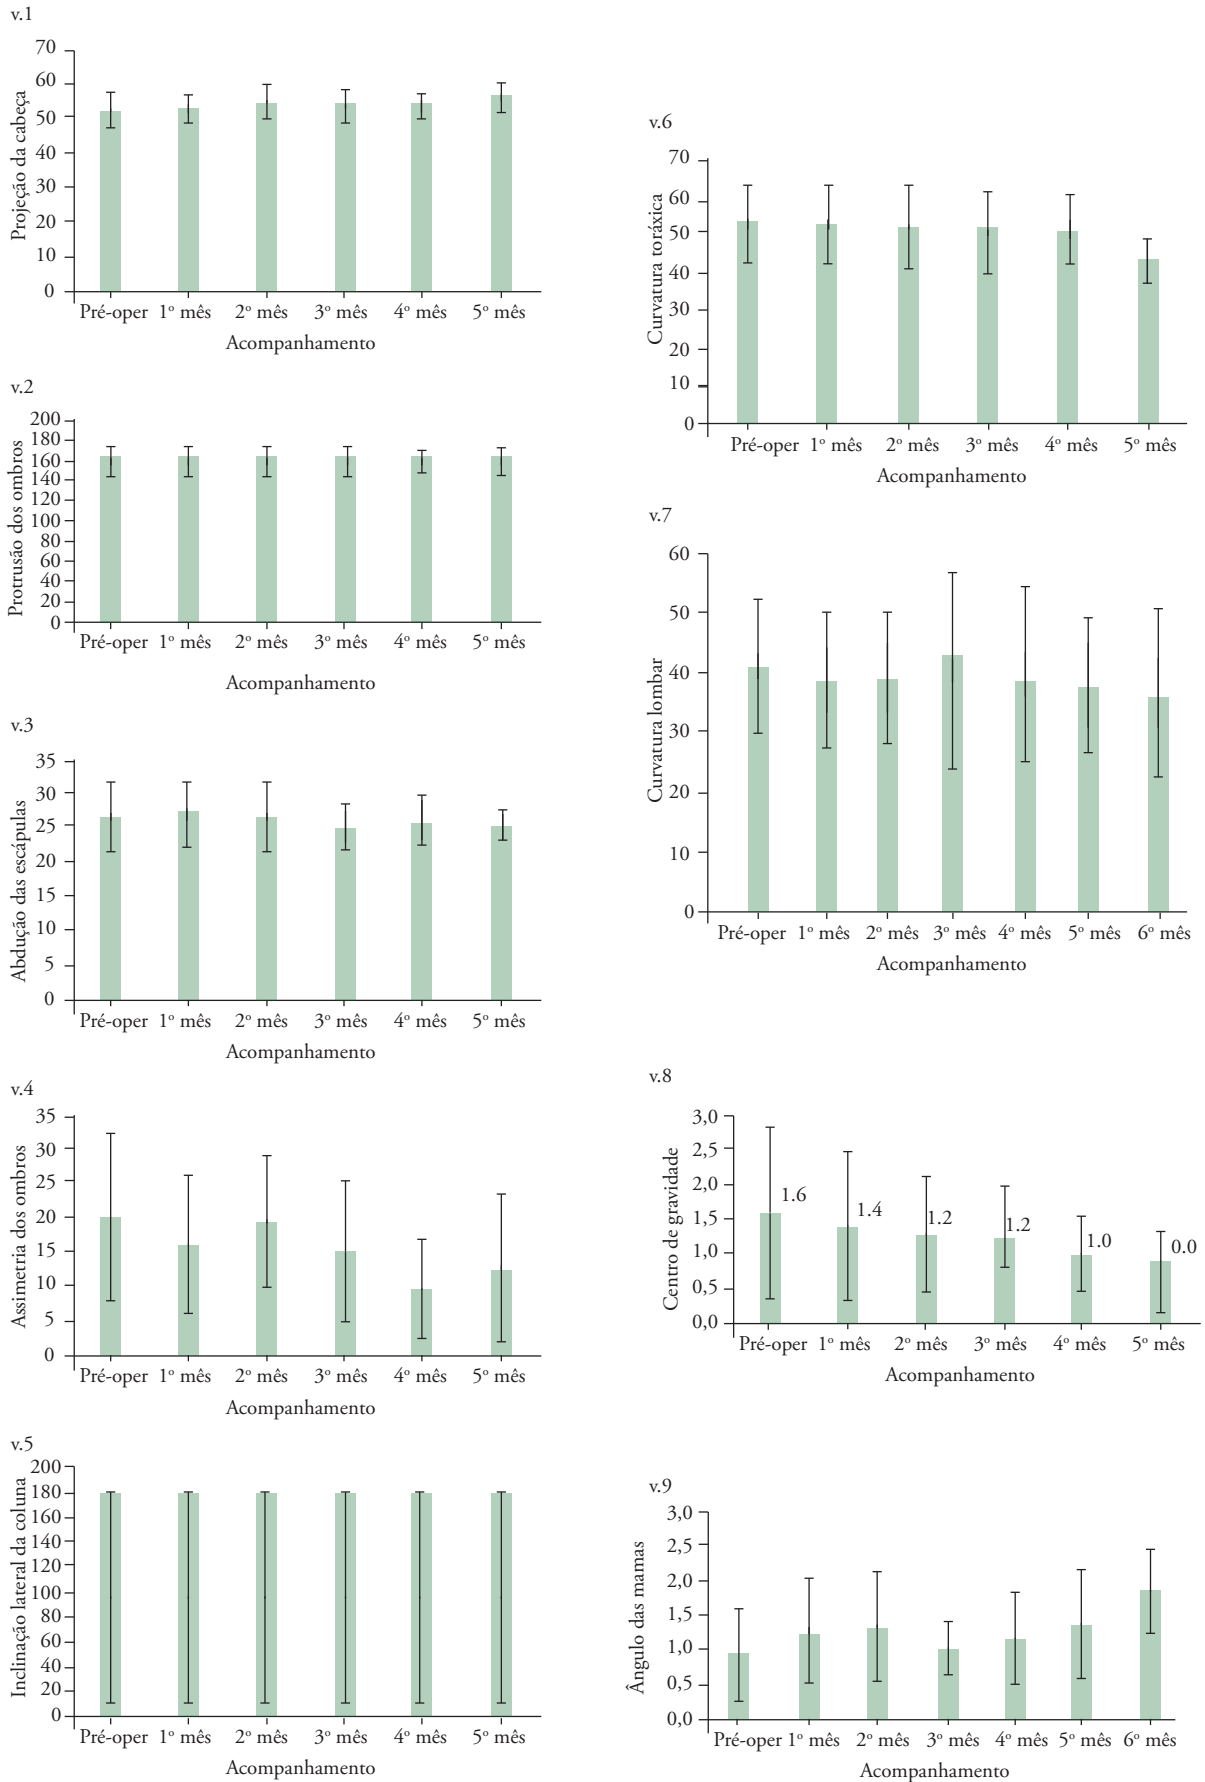 v.1
Projeção da cabeça
70
60
50
40
30
20
10
0
Pré-oper 1º mês 2º mês 3º mês 4º mês 5º mês
Acompanhamento
v.2
Protrusão dos ombros
200
180
160
140
120
100
80
60
40
20
0
Pré-oper 1º mês 2º mês 3º mês 4º mês 5º mês
Acompanhamento
v.3
Abdução das escápulas
35
30
25
20
15
10
5
0
Pré-oper 1º mês 2º mês 3º mês 4º mês 5º mês
Acompanhamento
v.4
Assimetria dos ombros
35
30
25
20
15
10
5
0
Pré-oper 1º mês 2º mês 3º mês 4º mês 5º mês
Acompanhamento
v.5
Inclinação lateral da coluna
200
180
160
140
120
100
80
60
40
20
0
Pré-oper 1º mês 2º mês 3º mês 4º mês 5º mês
Acompanhamento
v.6
Curvatura toráxica
70
60
50
40
30
20
10
0
Pré-oper 1º mês 2º mês 3º mês 4º mês 5º mês
Acompanhamento
v.7
Curvatura lombar
60
50
40
30
20
10
0
Pré-oper 1º mês 2º mês 3º mês 4º mês 5º mês 6º mês
Acompanhamento
v.8
Centro de gravidade
3,0
2,5
2,0
1,5
1,0
0,5
0,0
1.6 1.4 1.2 1.2 1.0 0.0
Pré-oper 1º mês 2º mês 3º mês 4º mês 5º mês
Acompanhamento
v.9
Ângulo das mamas
3,0
2,5
2,0
1,5
1,0
0,5
0,0
Pré-oper 1º mês 2º mês 3º mês 4º mês 5º mês 6º mês
Acompanhamento